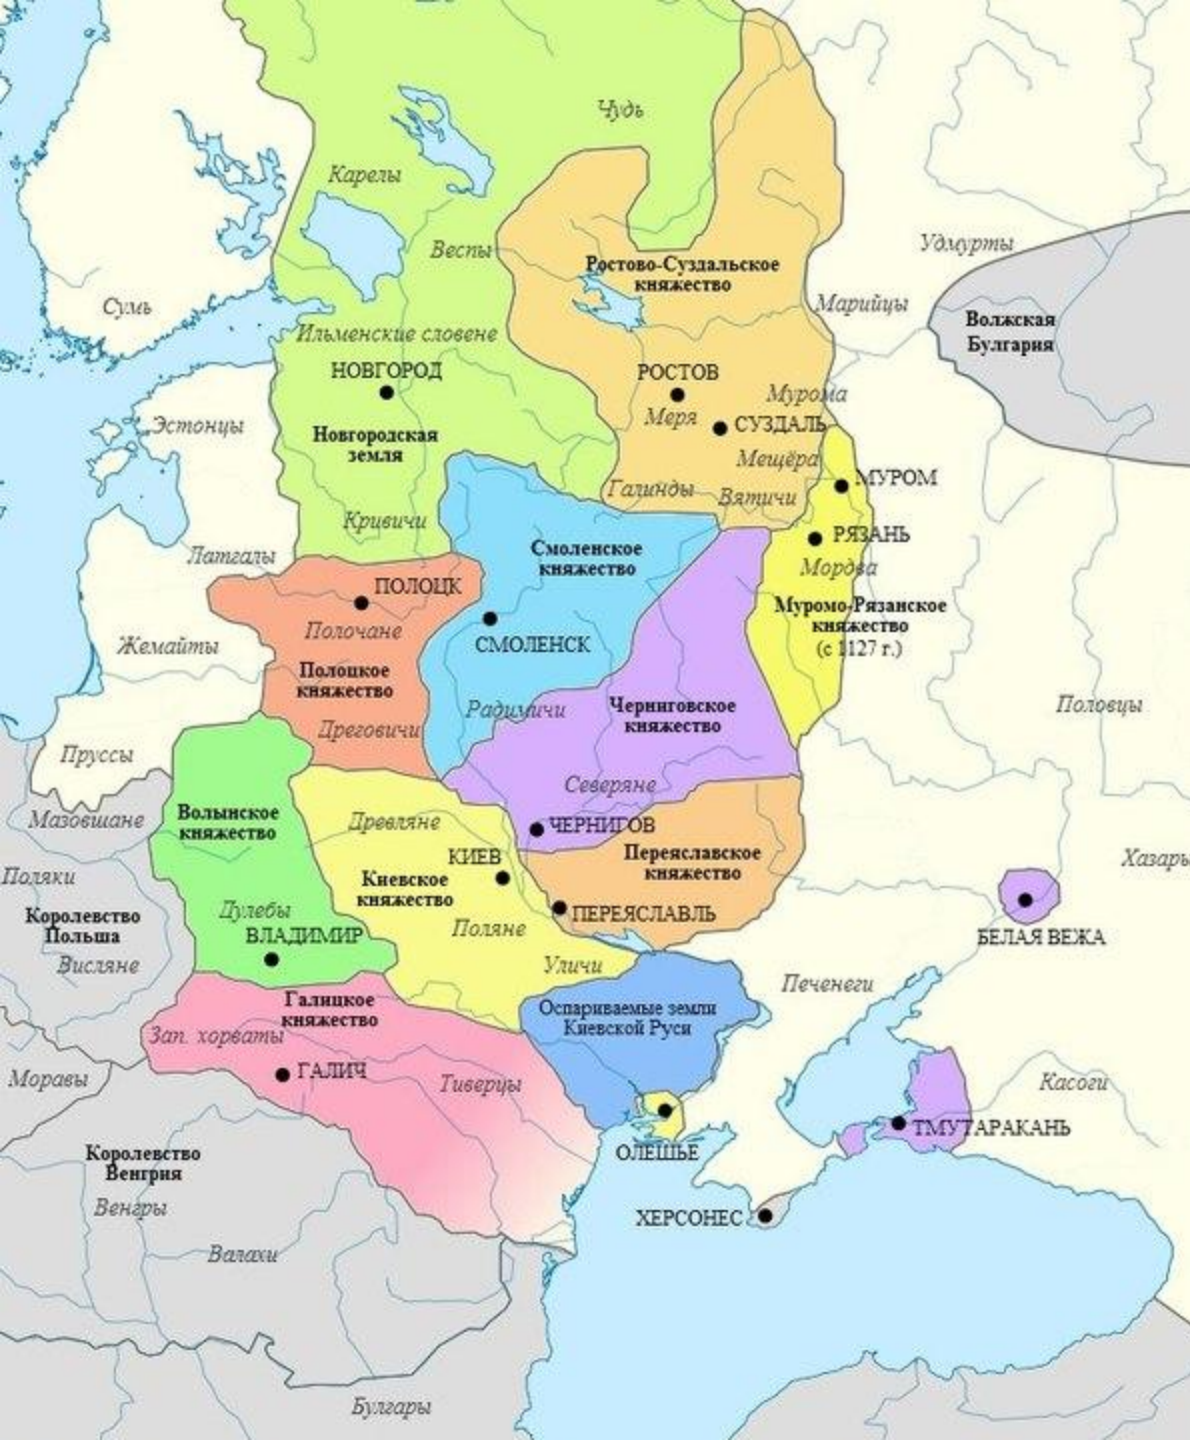 Чудь
Карелы
Веспы
Удмурты
Ростово-Суздальское
княжество
Марийцы
Сумь
Волжская
Булгария
Ильменские словене
НОВГОРОД
РОСТОВ
Мурома
Меря
СУЗДАЛЬ
Эстонцы
Новгородская
земля
Мещёра
МУРОМ
Галинды
Вятичи
Кривичи
РЯЗАНЬ
Латгалы
Смоленское
княжество
Мордва
ПОЛОЦК
Муромо-Рязанское
княжество
(с 1127 г.)
Полочане
СМОЛЕНСК
Жемайты
Полоцкое
княжество
Радимичи
Черниговское
княжество
Половцы
Древляне
Дреговичи
Пруссы
Северяне
Мазовшане
Волынское
княжество
ЧЕРНИГОВ
КИЕВ
Переяславское
княжество
Хазары
Поляки
Киевское
княжество
Королевство
Польша
Дулебы
ВЛАДИМИР
ПЕРЕЯСЛАВЛЬ
Поляне
БЕЛАЯ ВЕЖА
Висляне
Уличи
Печенеги
Галицкое
княжество
Оспариваемые земли
Киевской Руси
Зап. хорваты
Моравы
ГАЛИЧ
Тиверцы
Касоги
ТМУТАРАКАНЬ
ОЛЕШЬЕ
Королевство
Венгрия
Венгры
ХЕРСОНЕС
Валахи
Булгары